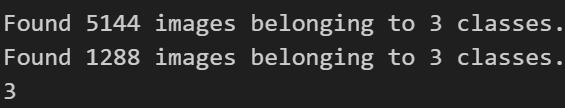 Found 5144 images belonging to 3 classes.
Found 1288 images belonging to 3 classes.
3